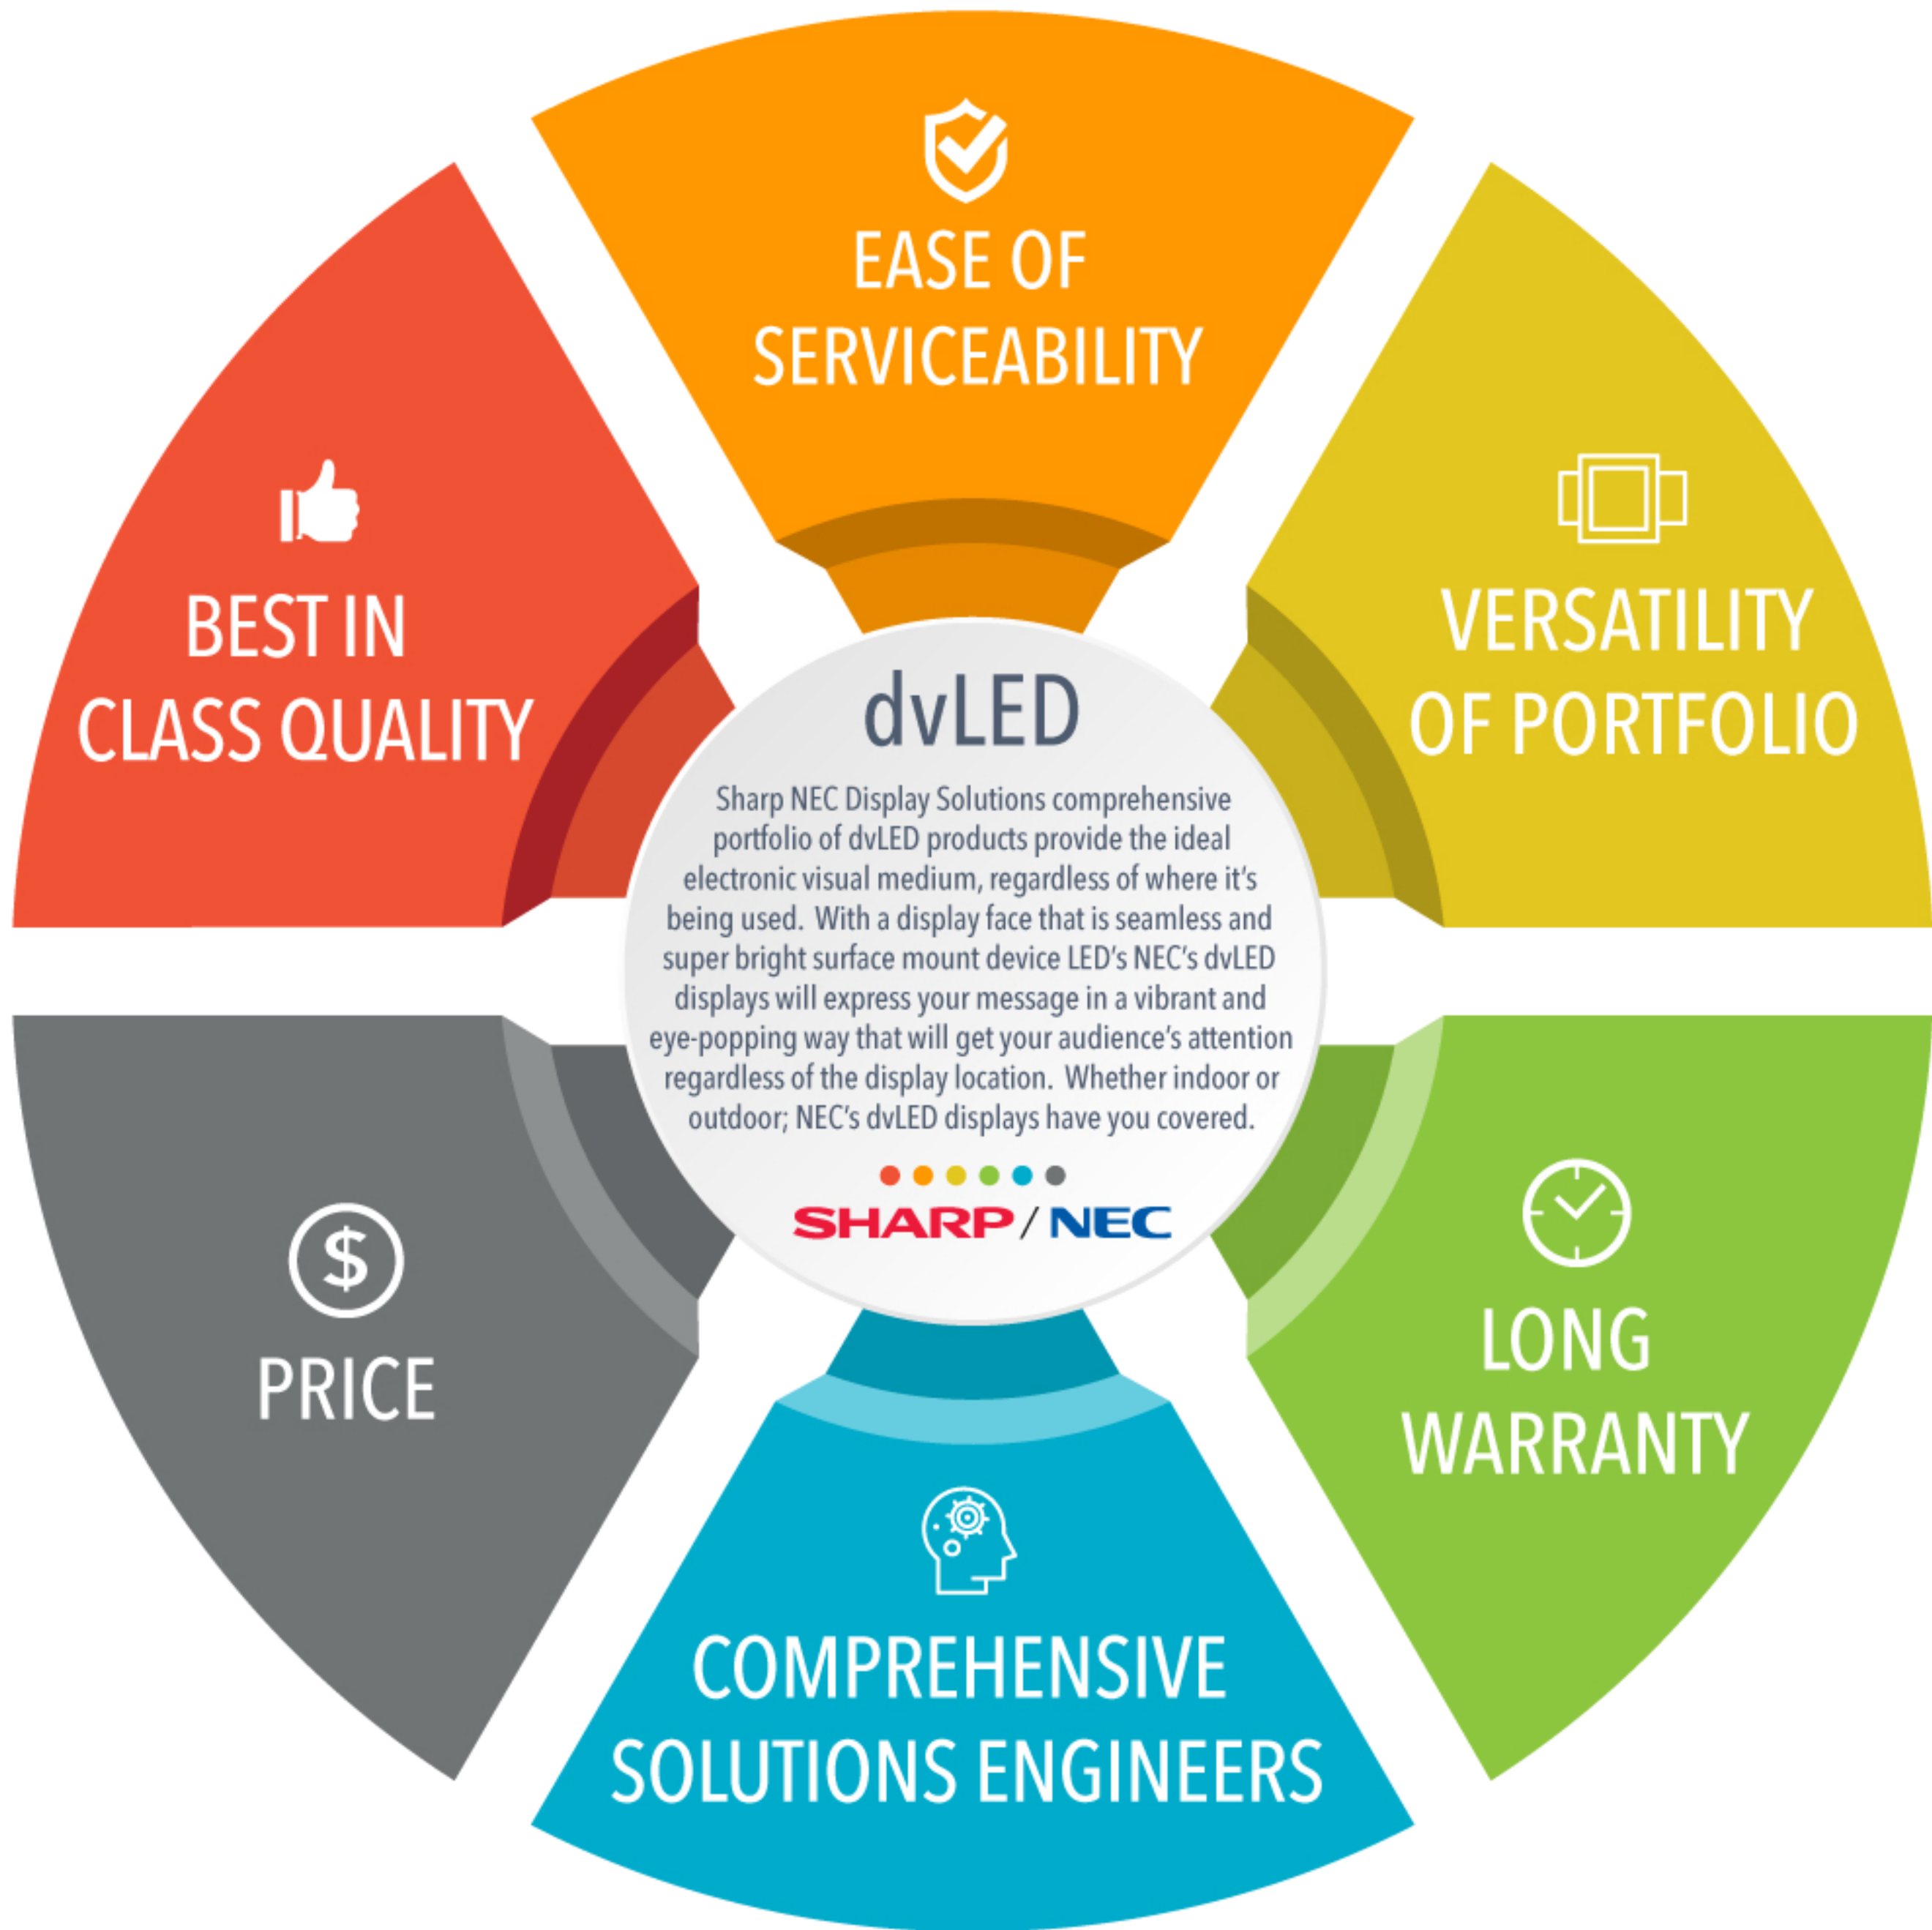 EASE OF
SERVICEABILITY
BEST IN
CLASS QUALITY
VERSATILITY
OF PORTFOLIO
dvLED
Sharp NEC Display Solutions comprehensive
portfolio of dvLED products provide the ideal
electronic visual medium, regardless of where it's
being used. With a display face that is seamless and
super bright surface mount device LED's NEC's dvLED
displays will express your message in a vibrant and
eye-popping way that will get your audience's attention
regardless of the display location. Whether indoor or
outdoor; NEC's dvLED displays have you covered.
SHARP/NEC
$
PRICE
LONG
WARRANTY
COMPREHENSIVE
SOLUTIONS ENGINEERS